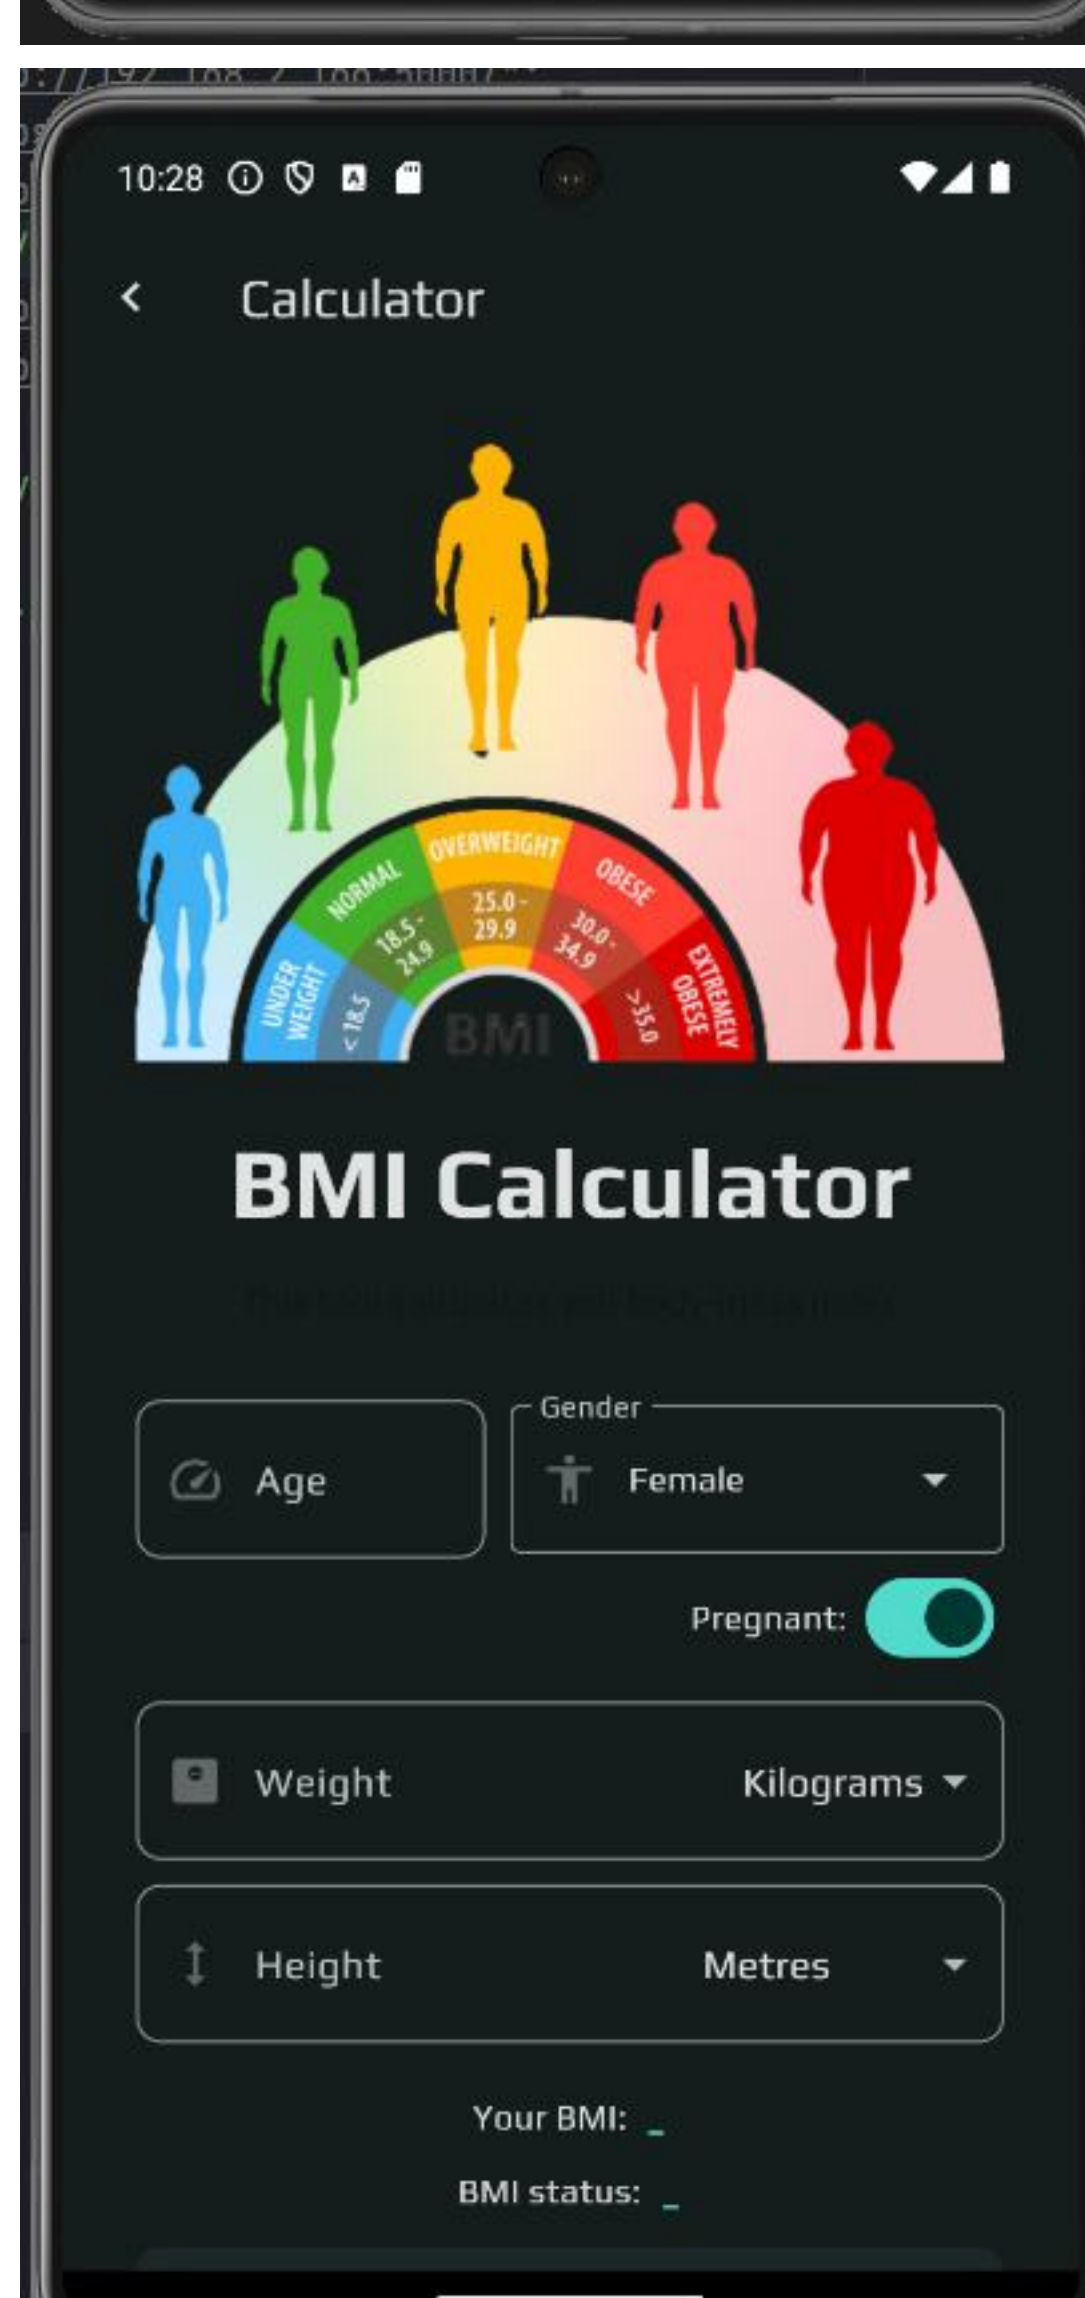 10:28
Calculator
OVERWEIGHT
NORMAL
OBESE
25.0 -
29.9
18.5 -
24.9
30.0 -
34.9
UNDER
WEIGHT
EXTREMELY
OBESE
< 18.5
>35.0
BMI
BMI Calculator
Gender
Age
Female
Pregnant:
Weight
Kilograms
Height
Metres
Your BMI: _
BMI status: _